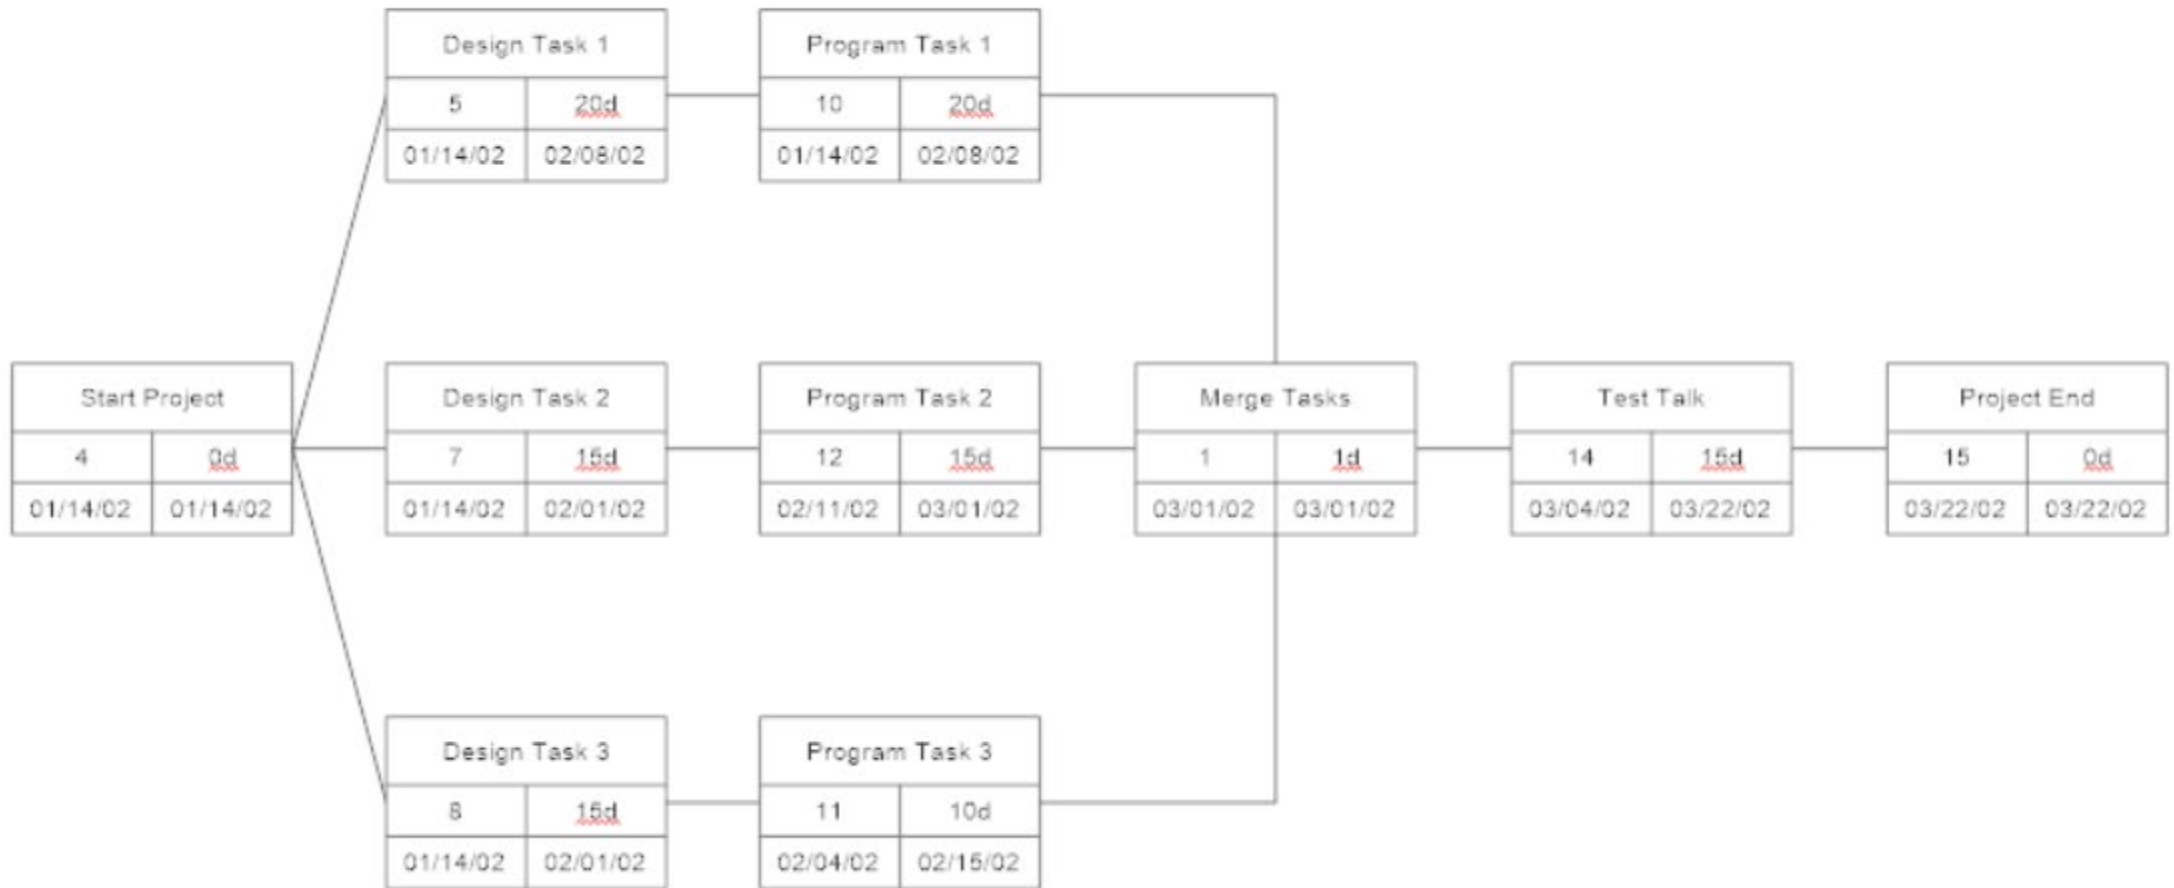 Design Task 1
5 20d
01/14/02 02/08/02
Program Task 1
10 20d
01/14/02 02/08/02
Start Project
4 0d
01/14/02 01/14/02
Design Task 2
7 15d
01/14/02 02/01/02
Program Task 2
12 15d
02/11/02 03/01/02
Merge Tasks
1 1d
03/01/02 03/01/02
Test Talk
14 15d
03/04/02 03/22/02
Project End
15 0d
03/22/02 03/22/02
Design Task 3
8 15d
01/14/02 02/01/02
Program Task 3
11 10d
02/04/02 02/15/02